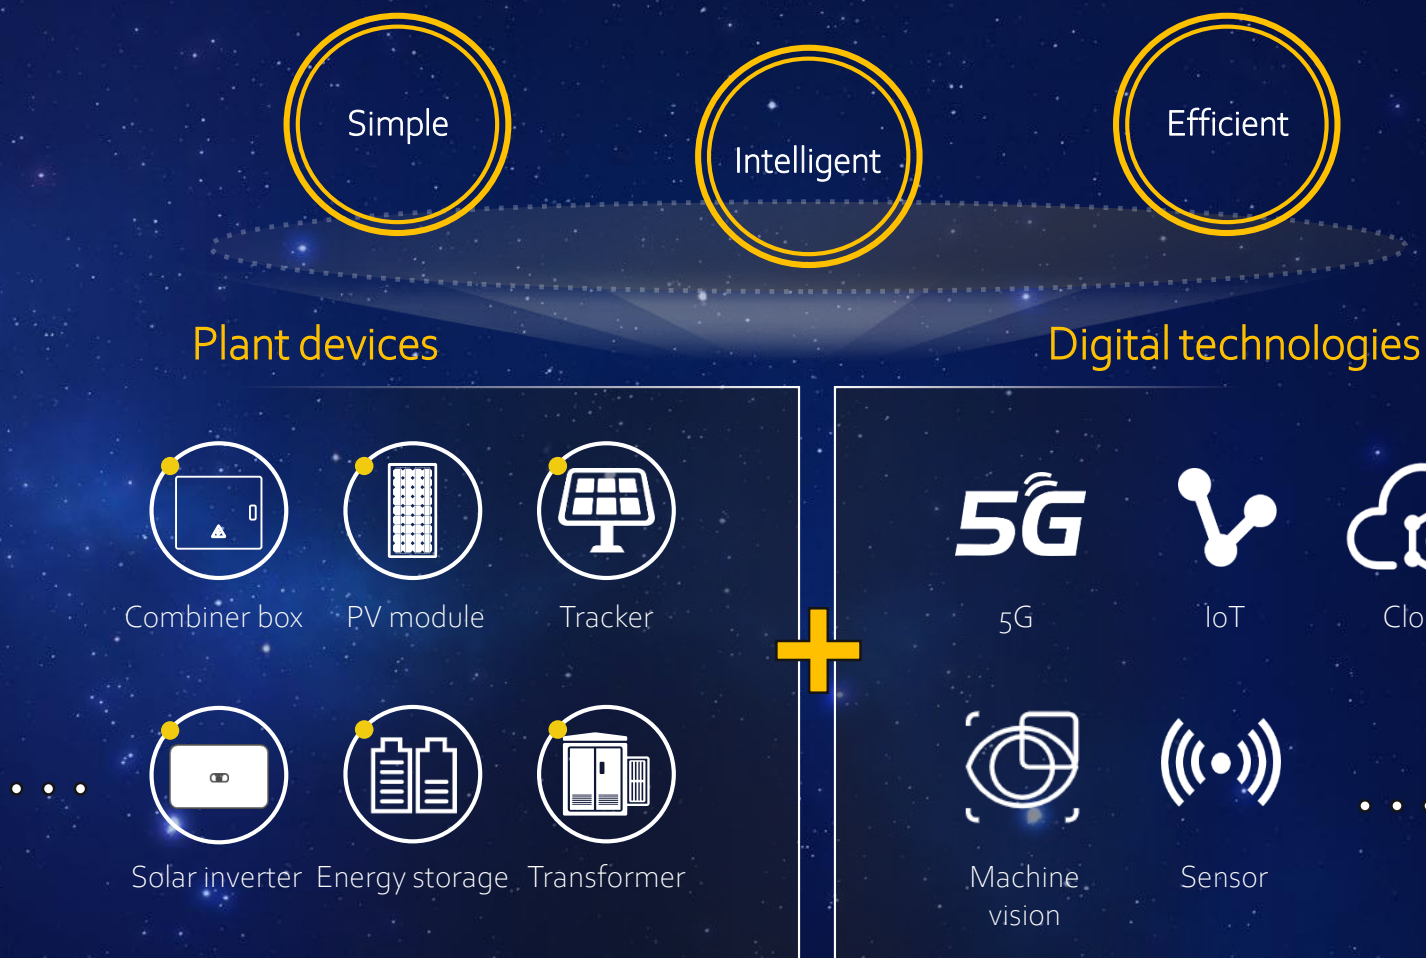 Simple
Intelligent
Efficient
Plant devices
Digital technologies
Combiner box
PV module
Tracker
Solar inverter
Energy storage
Transformer
5G
5G
IoT
Clo
Machine
vision
Sensor